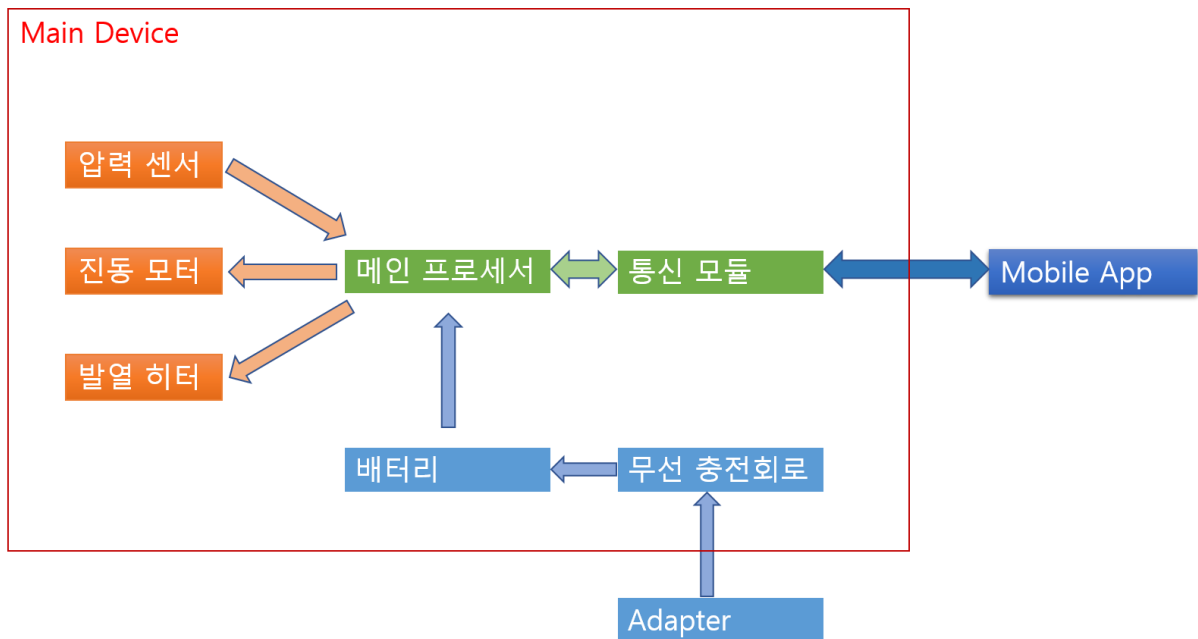 Main Device
압력 센서
진동 모터
메인 프로세서
통신 모듈
Mobile App
발열 히터
배터리
무선 충전회로
Adapter